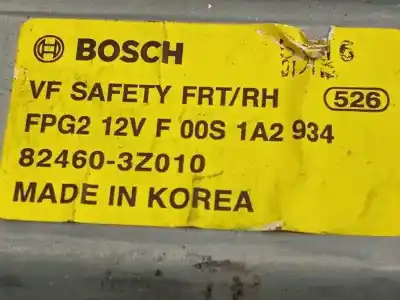 BOSCH
VF SAFETY FRT/RH
526
FPG2 12V F 00S 1A2 934
82460-3Z010
MADE IN KOREA